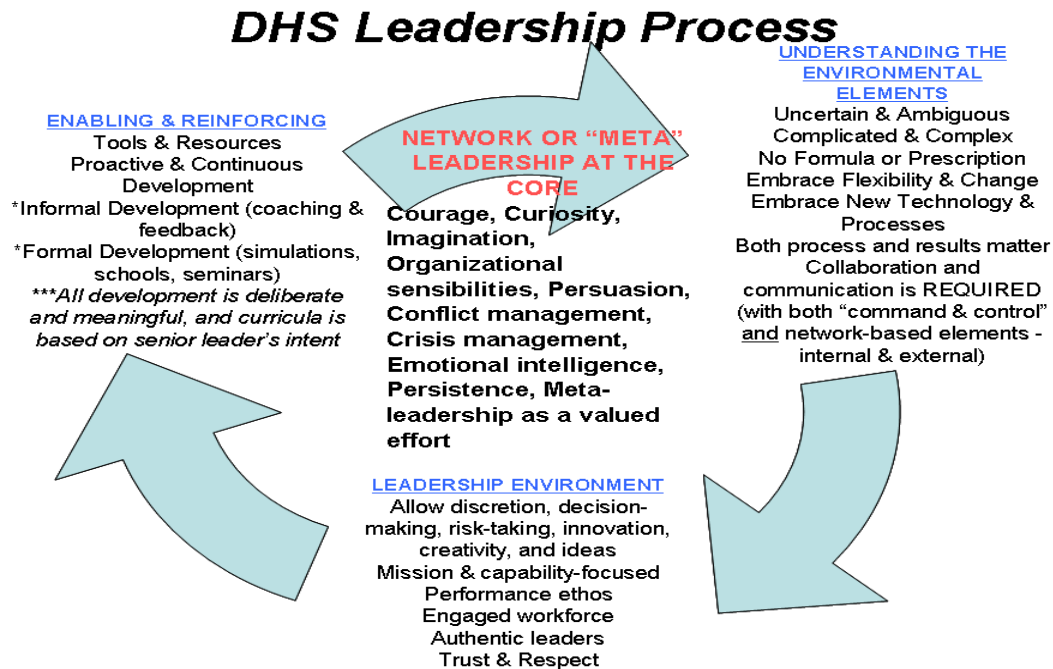 DHS Leadership Process
ENABLING & REINFORCING
Tools & Resources
Proactive & Continuous
Development
*Informal Development (coaching &
feedback)
*Formal Development (simulations,
schools, seminars)
***All development is deliberate
and meaningful, and curricula is
based on senior leader's intent
NETWORK OR “META”
LEADERSHIP AT THE
CORE
Courage, Curiosity,
Imagination,
Organizational
sensibilities, Persuasion,
Conflict management,
Crisis management,
Emotional intelligence,
Persistence, Meta-
leadership as a valued
effort
UNDERSTANDING THE
ENVIRONMENTAL
ELEMENTS
Uncertain & Ambiguous
Complicated & Complex
No Formula or Prescription
Embrace Flexibility & Change
Embrace New Technology &
Processes
Both process and results matter
Collaboration and
communication is REQUIRED
(with both “command & control”
and network-based elements -
internal & external)
LEADERSHIP ENVIRONMENT
Allow discretion, decision-
making, risk-taking, innovation,
creativity, and ideas
Mission & capability-focused
Performance ethos
Engaged workforce
Authentic leaders
Trust & Respect